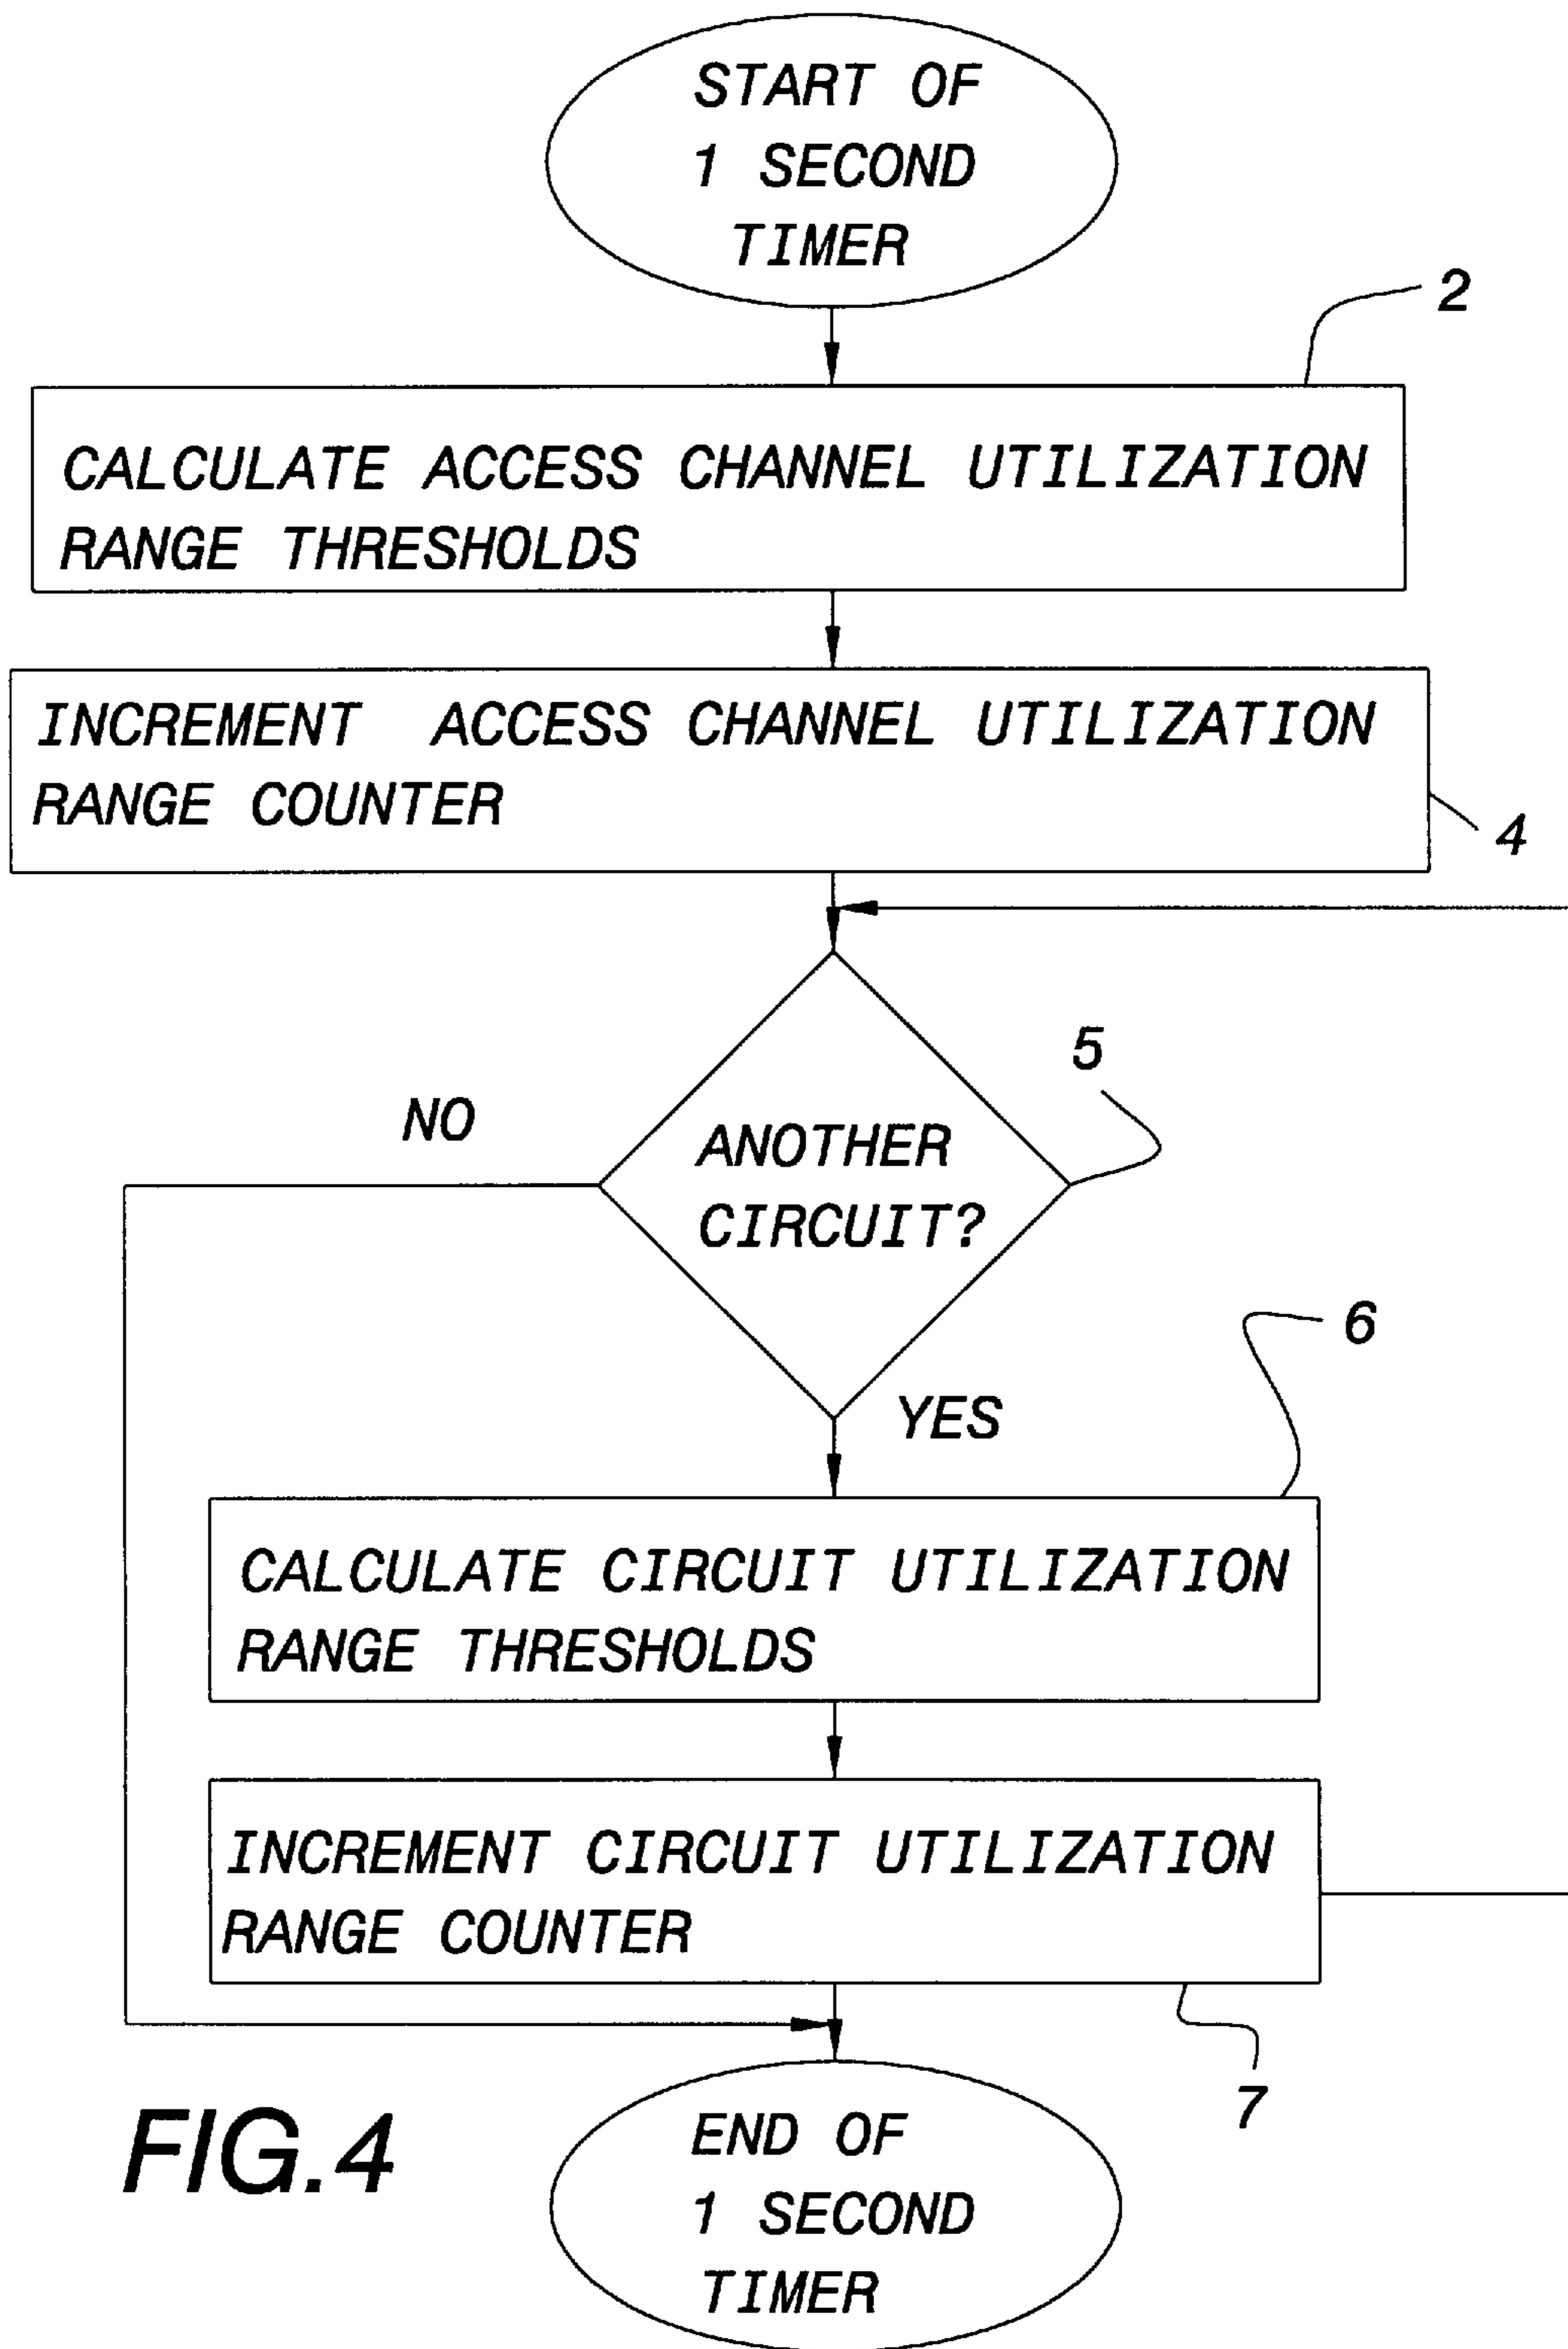 START OF
1 SECOND
TIMER
2
CALCULATE ACCESS CHANNEL UTILIZATION
RANGE THRESHOLDS
INCREMENT ACCESS CHANNEL UTILIZATION
RANGE COUNTER
4
5
NO
ANOTHER
CIRCUIT?
6
YES
CALCULATE CIRCUIT UTILIZATION
RANGE THRESHOLDS
INCREMENT CIRCUIT UTILIZATION
RANGE COUNTER
7
FIG.4
END OF
1 SECOND
TIMER